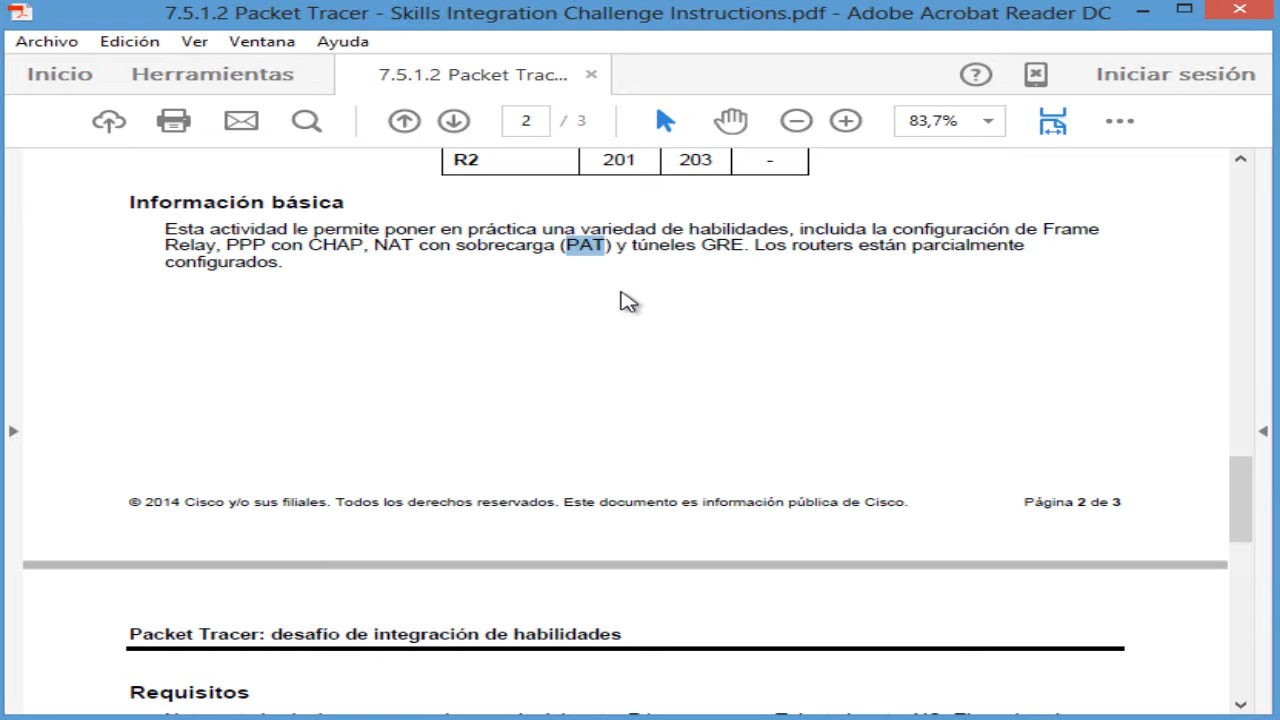 7.5.1.2 Packet Tracer - Skills Integration Challenge Instructions.pdf - Adobe Acrobat Reader DC
Archivo Edición Ver Ventana Ayuda
Inicio Herramientas 7.5.1.2 Packet Trac... × Iniciar sesión
2 / 3 83,7%
R2 201 203 -
Información básica
Esta actividad le permite poner en práctica una variedad de habilidades, incluida la configuración de Frame
Relay, PPP con CHAP, NAT con sobrecarga (PAT) y túneles GRE. Los routers están parcialmente
configurados.
© 2014 Cisco y/o sus filiales. Todos los derechos reservados. Este documento es información pública de Cisco. Página 2 de 3
Packet Tracer: desafío de integración de habilidades
Requisitos